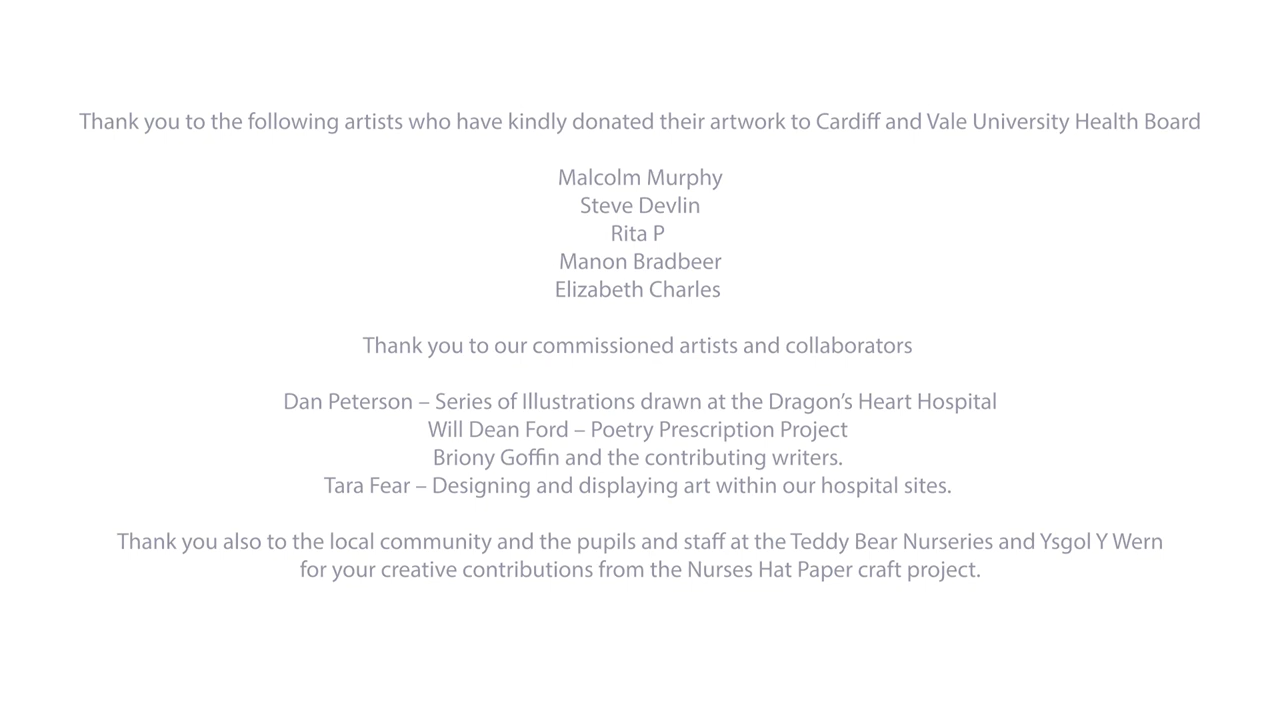 Thank you to the following artists who have kindly donated their artwork to Cardiff and Vale University Health Board
Malcolm Murphy
Steve Devlin
Rita P
Manon Bradbeer
Elizabeth Charles
Thank you to our commissioned artists and collaborators
Dan Peterson – Series of Illustrations drawn at the Dragon’s Heart Hospital
Will Dean Ford – Poetry Prescription Project
Briony Goffin and the contributing writers.
Tara Fear – Designing and displaying art within our hospital sites.
Thank you also to the local community and the pupils and staff at the Teddy Bear Nurseries and Ysgol Y Wern
for your creative contributions from the Nurses Hat Paper craft project.